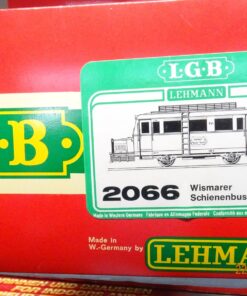 L·G·B
LEHMANN
·B
2066 Wismarer
Schienenbus
Made in Western Germany · Fabriqué en Allemagne Fédérale
Made in
W.-Germany by
LEHMA